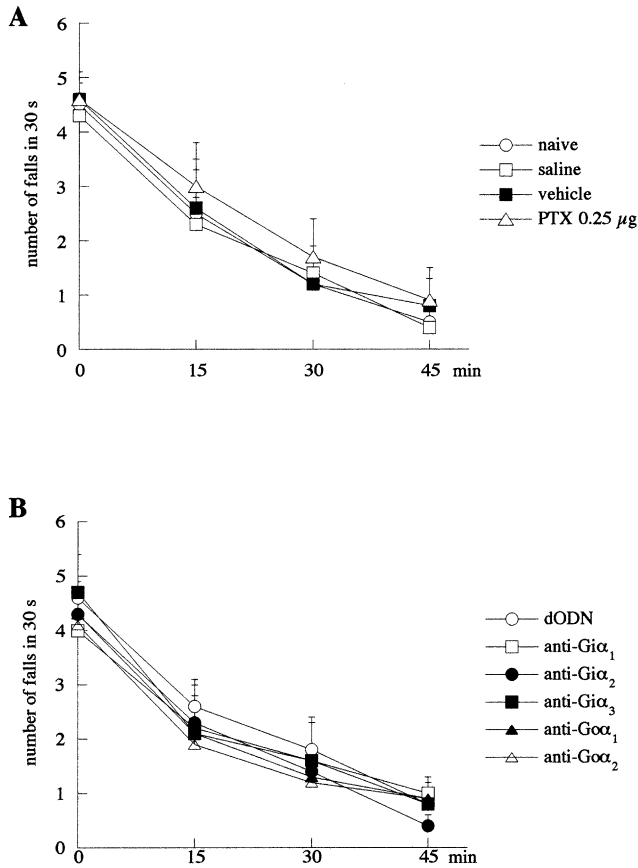 A
number of falls in 30 s
6
5
4
3
2
1
0
0 15 30 45 min
naive
saline
vehicle
PTX 0.25 μg
B
number of falls in 30 s
6
5
4
3
2
1
0
0 15 30 45 min
dODN
anti-Giα1
anti-Giα2
anti-Giα3
anti-Goα1
anti-Goα2